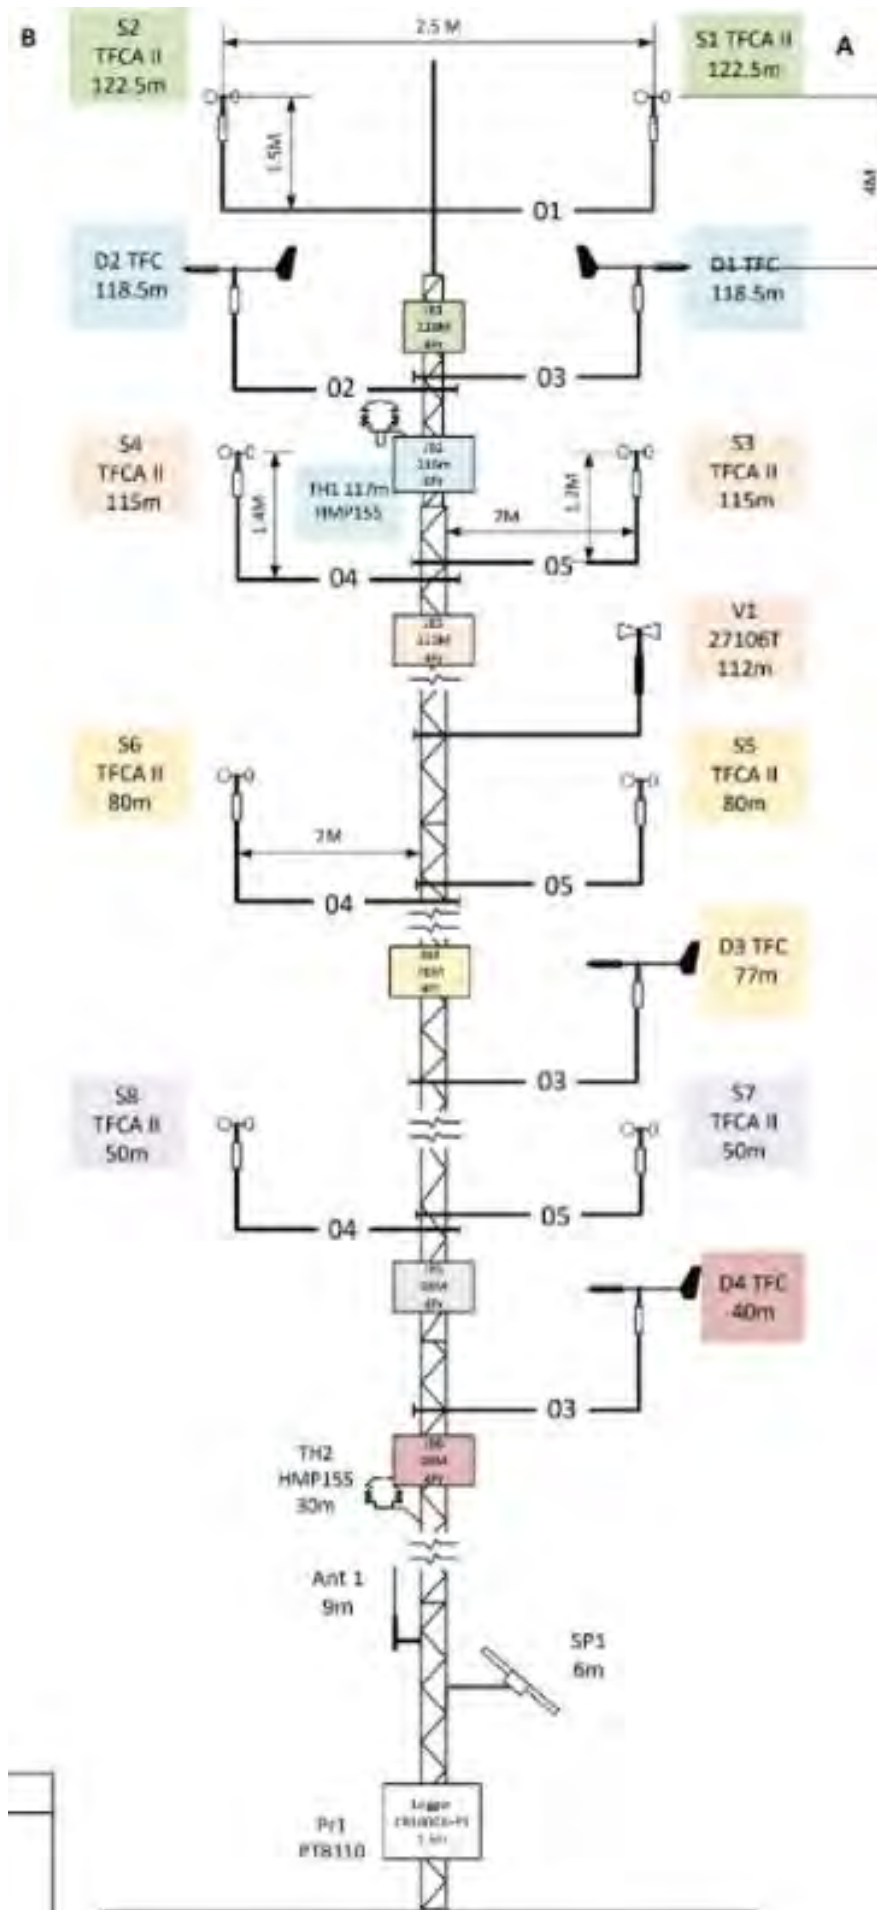 B
S2
TFCA II
122.5m
2.5 M
S1 TFCA II
122.5m
A
1.5M
4M
01
D2 TFC
118.5m
D1 TFC
118.5m
02
03
S4
TFCA II
115m
TH1 117m
HMP155
1.4M
1.2M
2M
S3
TFCA II
115m
04
05
V1
27106T
112m
S6
TFCA II
80m
S5
TFCA II
80m
2M
04
05
D3 TFC
77m
03
S8
TFCA II
50m
S7
TFCA II
50m
04
05
D4 TFC
40m
03
TH2
HMP155
30m
Ant 1
9m
SP1
6m
Logger
Pr1
PTB110